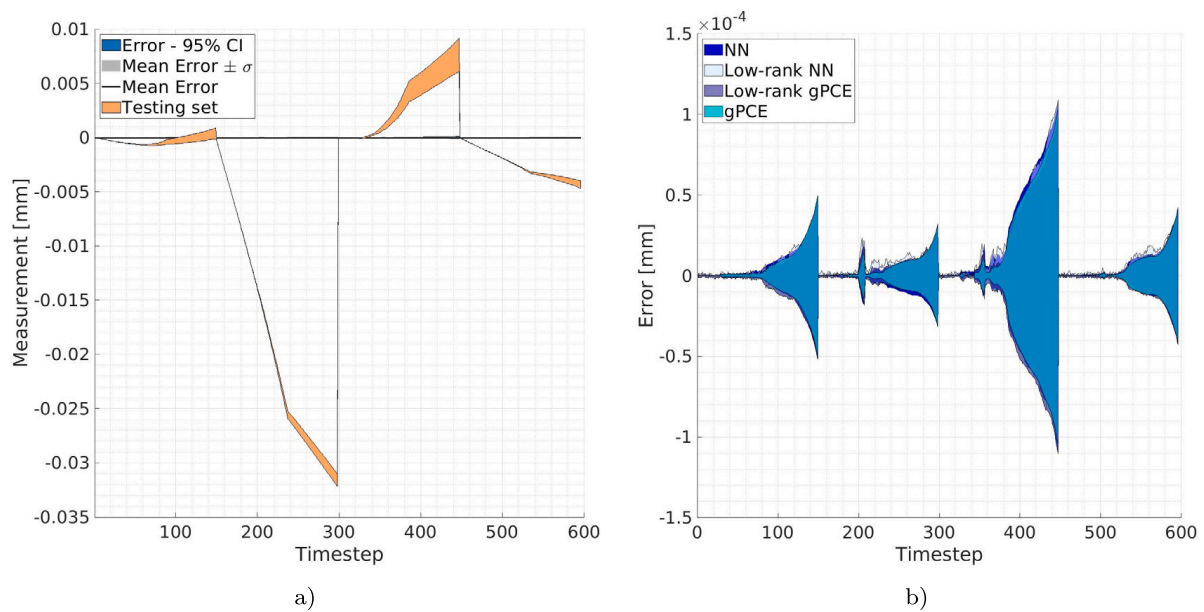 0.01
0.005
0
-0.005
-0.01
-0.015
-0.02
-0.025
-0.03
-0.035
Measurement [mm]
Error - 95% CI
Mean Error ± σ
Mean Error
Testing set
100 200 300 400 500 600
Timestep
a)
×10⁻⁴
1.5
1
0.5
0
-0.5
-1
-1.5
Error [mm]
NN
Low-rank NN
Low-rank gPCE
gPCE
0 100 200 300 400 500 600
Timestep
b)